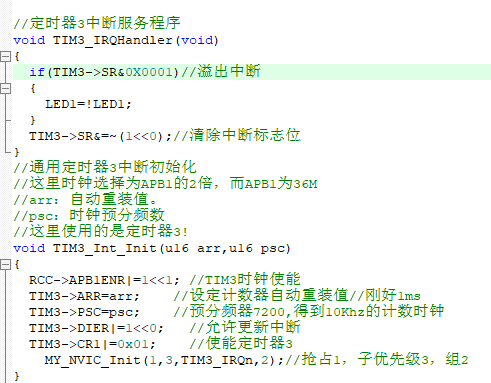 //定时器3中断服务程序
void TIM3_IRQHandler(void)
{
if(TIM3->SR&0X0001)//溢出中断
{
LED1=!LED1;
}
TIM3->SR&=~(1<<0);//清除中断标志位
}
//通用定时器3中断初始化
//这里时钟选择为APB1的2倍，而APB1为36M
//arr：自动重装值。
//psc：时钟预分频数
//这里使用的是定时器3!
void TIM3_Int_Init(u16 arr,u16 psc)
{
RCC->APB1ENR|=1<<1; //TIM3时钟使能
TIM3->ARR=arr; //设定计数器自动重装值//刚好1ms
TIM3->PSC=psc; //预分频器7200,得到10Khz的计数时钟
TIM3->DIER|=1<<0; //允许更新中断
TIM3->CR1|=0x01; //使能定时器3
MY_NVIC_Init(1,3,TIM3_IRQn,2);//抢占1，子优先级3，组2
}